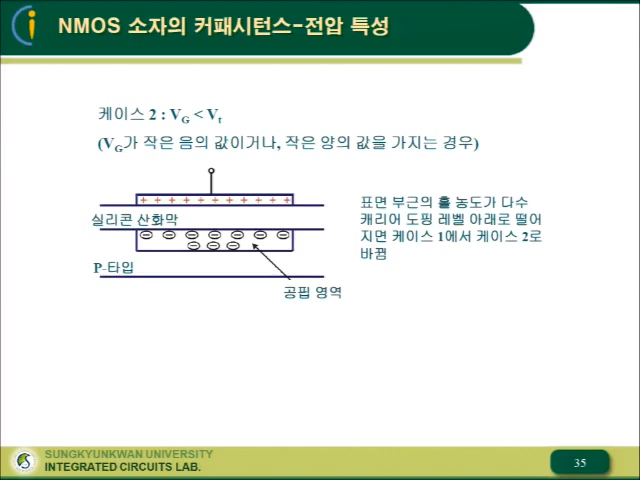 NMOS 소자의 커패시턴스-전압 특성
케이스 2 : VG < Vt
(VG가 작은 음의 값이거나, 작은 양의 값을 가지는 경우)
+ + + + + + + + + + +
실리콘 산화막
P-타입
공핍 영역
표면 부근의 홀 농도가 다수
캐리어 도핑 레벨 아래로 떨어
지면 케이스 1에서 케이스 2로
바뀜
SUNGKYUNKWAN UNIVERSITY
INTEGRATED CIRCUITS LAB.
35